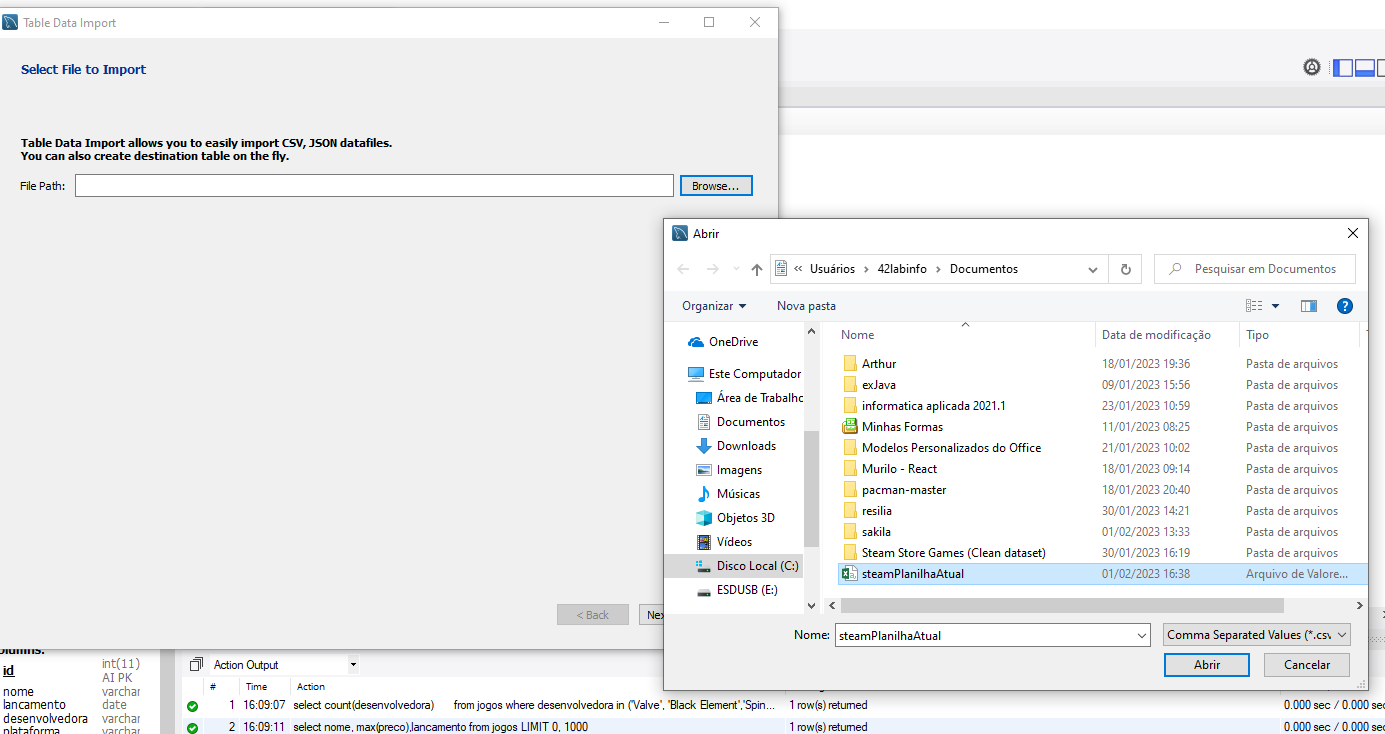 Table Data Import
Select File to Import
Table Data Import allows you to easily import CSV, JSON datafiles.
You can also create destination table on the fly.
File Path:
Browse...
< Back
Abrir
« Usuários › 42labinfo › Documentos
Pesquisar em Documentos
Organizar
Nova pasta
OneDrive
Este Computador
Área de Trabalho
Documentos
Downloads
Imagens
Músicas
Objetos 3D
Vídeos
Disco Local (C:)
ESDUSB (E:)
Nome Data de modificação Tipo
Arthur 18/01/2023 19:36 Pasta de arquivos
exJava 09/01/2023 15:56 Pasta de arquivos
informatica aplicada 2021.1 23/01/2023 10:59 Pasta de arquivos
Minhas Formas 11/01/2023 08:25 Pasta de arquivos
Modelos Personalizados do Office 21/01/2023 10:02 Pasta de arquivos
Murilo - React 18/01/2023 09:14 Pasta de arquivos
pacman-master 18/01/2023 20:40 Pasta de arquivos
resilia 30/01/2023 14:21 Pasta de arquivos
sakila 01/02/2023 13:33 Pasta de arquivos
Steam Store Games (Clean dataset) 30/01/2023 16:19 Pasta de arquivos
steamPlanilhaAtual 01/02/2023 16:38 Arquivo de Valore...
Nome: steamPlanilhaAtual Comma Separated Values (*.csv
Abrir Cancelar
id int(11)
AI PK
nome varchar
lancamento date
desenvolvedora varchar
plataforma varchar
Action Output
# Time Action
1 16:09:07 select count(desenvolvedora) from jogos where desenvolvedora in ('Valve', 'Black Element','Spin... 1 row(s) returned 0.000 sec / 0.000 sec
2 16:09:11 select nome, max(preco),lancamento from jogos LIMIT 0, 1000 1 row(s) returned 0.000 sec / 0.000 sec